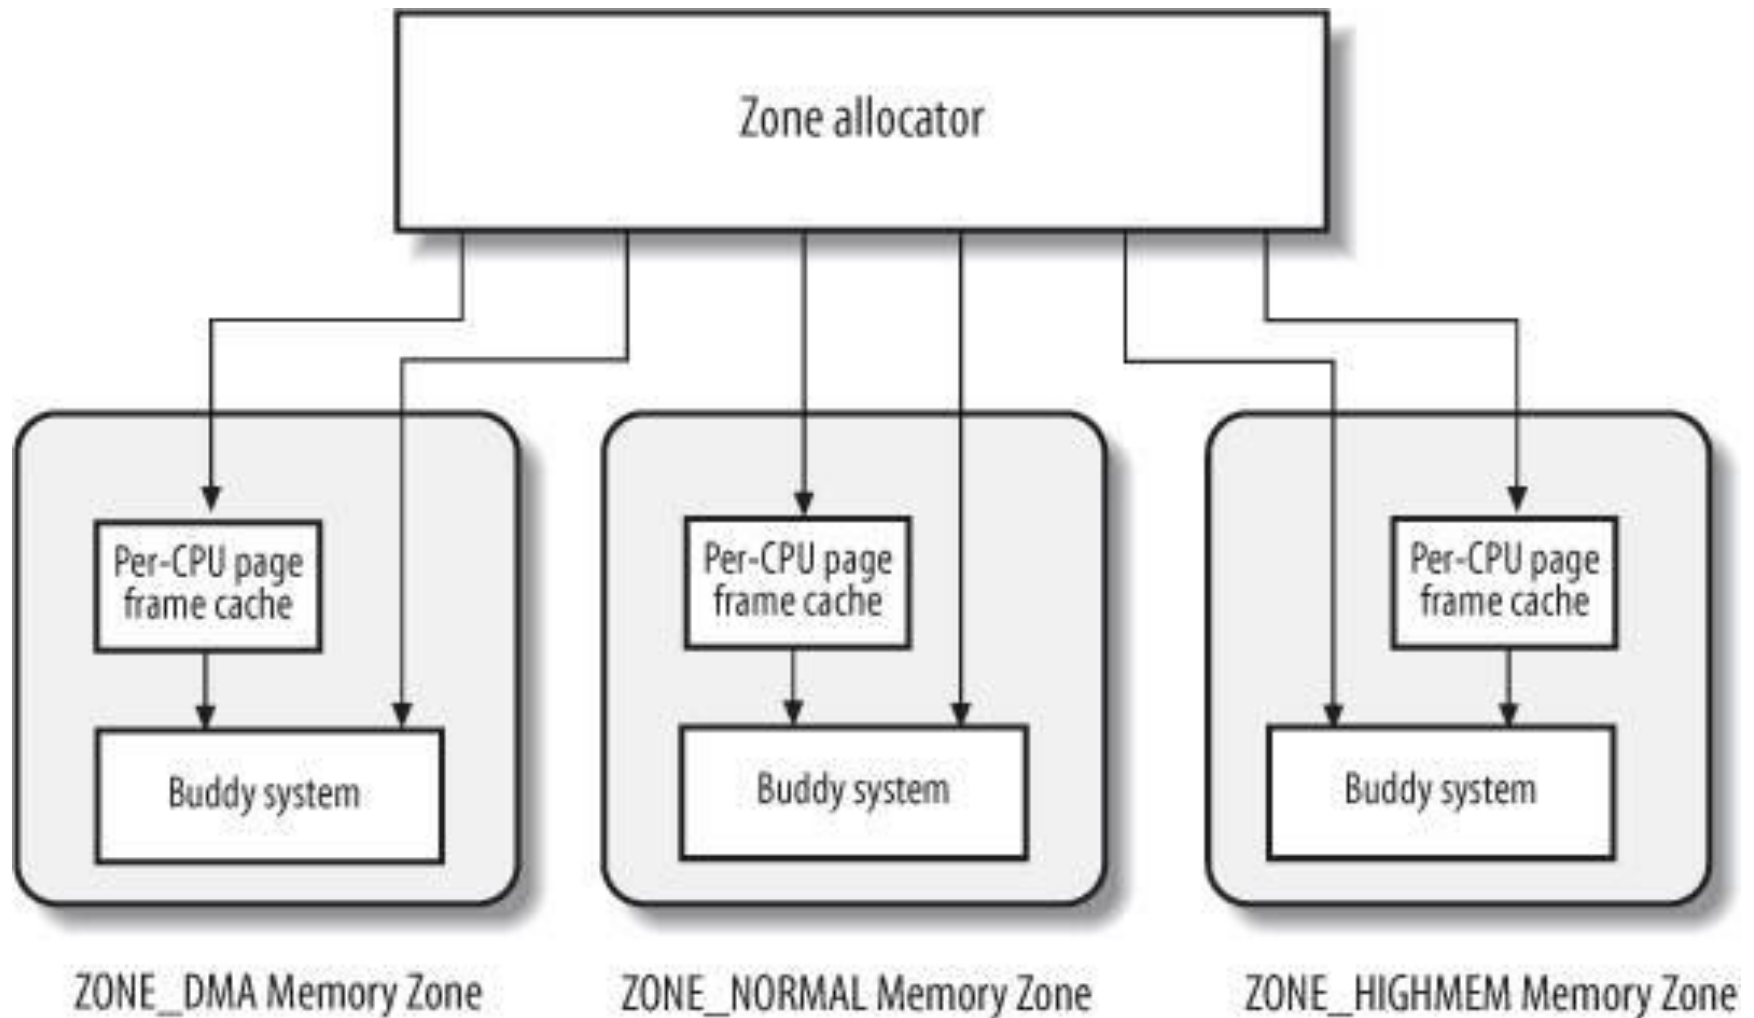 Zone allocator
Per-CPU page
frame cache
Buddy system
Per-CPU page
frame cache
Buddy system
Per-CPU page
frame cache
Buddy system
ZONE_DMA Memory Zone
ZONE_NORMAL Memory Zone
ZONE_HIGHMEM Memory Zone